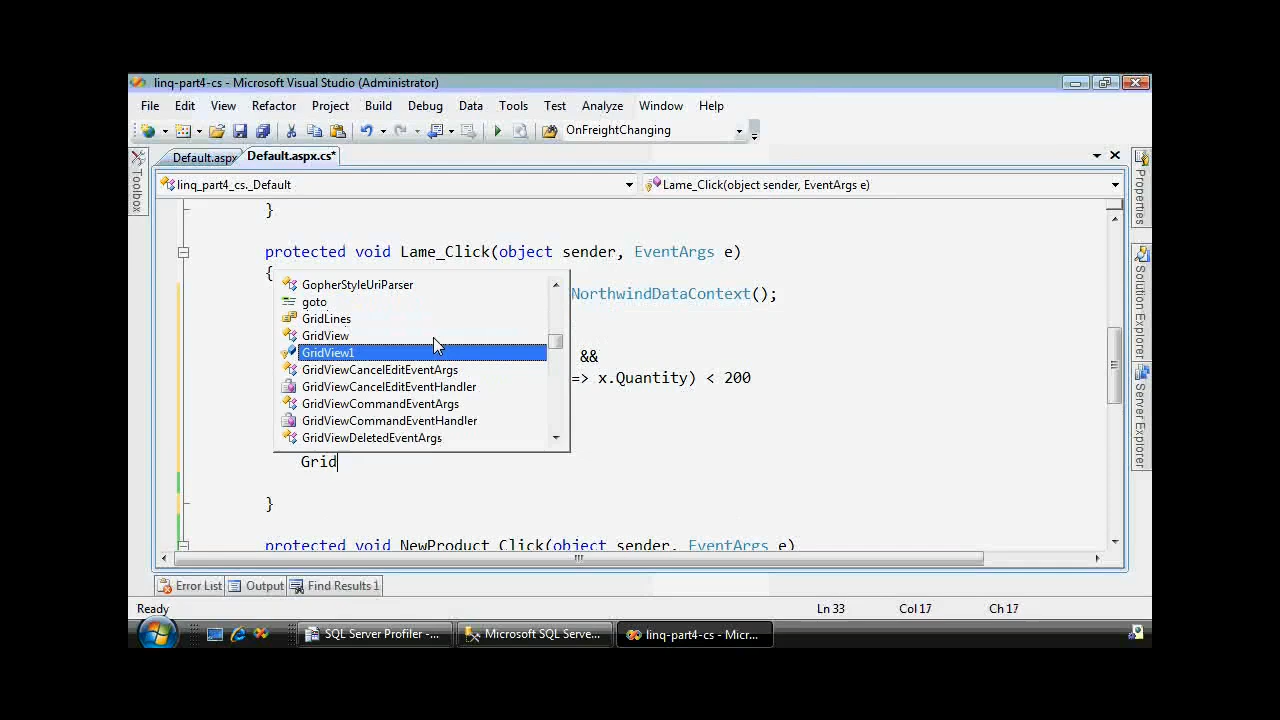 linq-part4-cs - Microsoft Visual Studio (Administrator)
File Edit View Refactor Project Build Debug Data Tools Test Analyze Window Help
OnFreightChanging
Default.aspx Default.aspx.cs*
Toolbox
linq_part4_cs._Default Lame_Click(object sender, EventArgs e)
Properties
Solution Explorer
Server Explorer
}
protected void Lame_Click(object sender, EventArgs e)
{
NorthwindDataContext();
&&
=> x.Quantity) < 200
GopherStyleUriParser
goto
GridLines
GridView
GridView1
GridViewCancelEditEventArgs
GridViewCancelEditEventHandler
GridViewCommandEventArgs
GridViewCommandEventHandler
GridViewDeletedEventArgs
Grid
}
protected void NewProduct_Click(object sender, EventArgs e)
Error List Output Find Results 1
Ready Ln 33 Col 17 Ch 17
SQL Server Profiler -... Microsoft SQL Serve... linq-part4-cs - Micr...